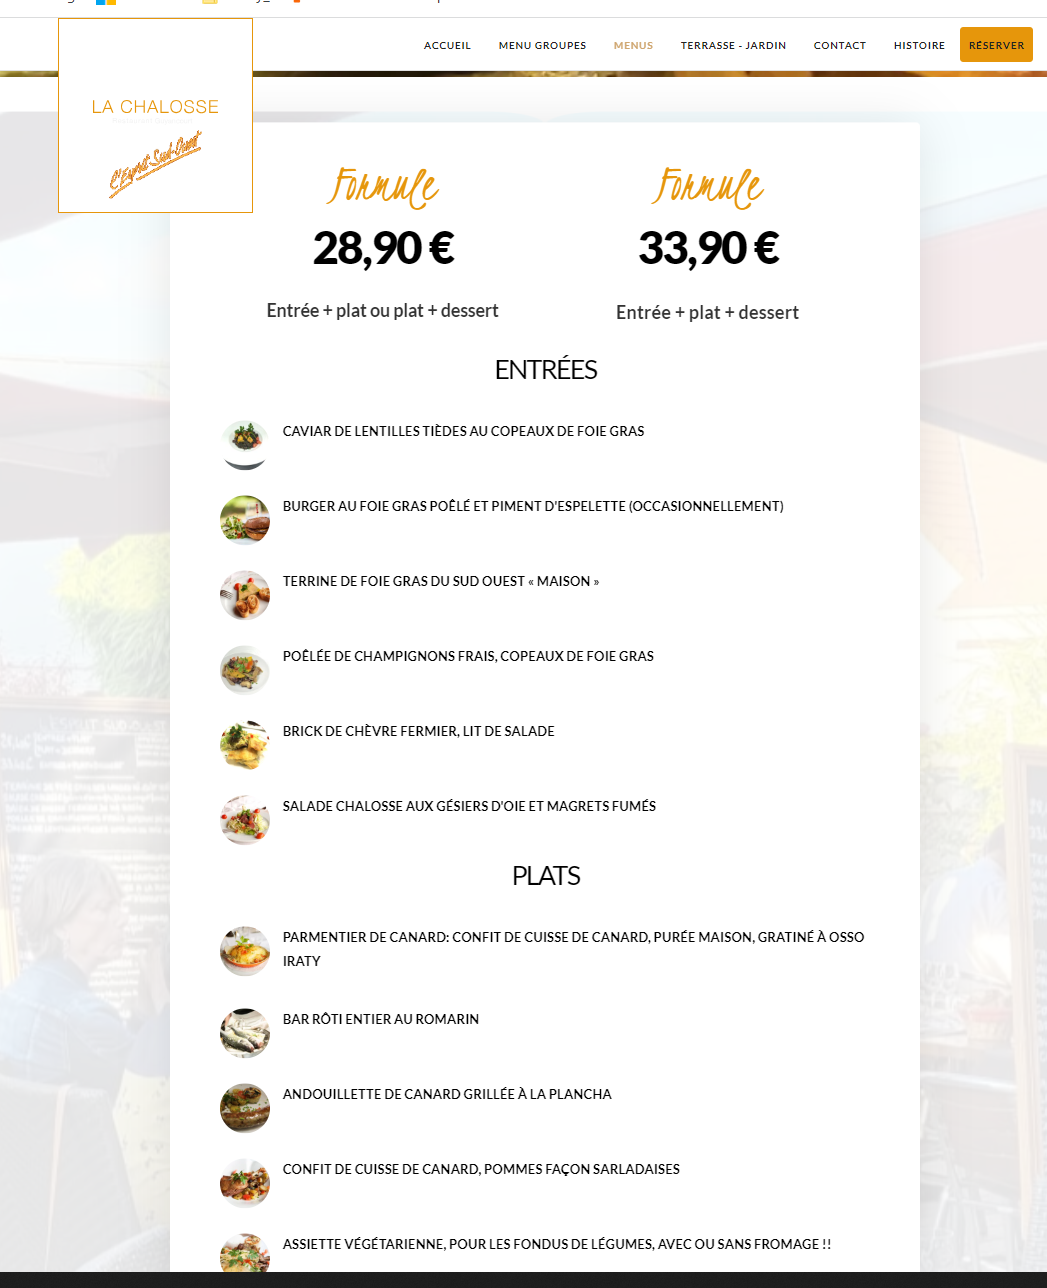 ACCUEIL MENU GROUPES MENUS TERRASSE - JARDIN CONTACT HISTOIRE RÉSERVER
LA CHALOSSE
L'Esprit Sud-Ouest
Formule Formule
28,90 € 33,90 €
Entrée + plat ou plat + dessert Entrée + plat + dessert
ENTRÉES
CAVIAR DE LENTILLES TIÈDES AU COPEAUX DE FOIE GRAS
BURGER AU FOIE GRAS POÊLÉ ET PIMENT D'ESPELETTE (OCCASIONNELLEMENT)
TERRINE DE FOIE GRAS DU SUD OUEST « MAISON »
POÊLÉE DE CHAMPIGNONS FRAIS, COPEAUX DE FOIE GRAS
BRICK DE CHÈVRE FERMIER, LIT DE SALADE
SALADE CHALOSSE AUX GÉSIERS D'OIE ET MAGRETS FUMÉS
PLATS
PARMENTIER DE CANARD: CONFIT DE CUISSE DE CANARD, PURÉE MAISON, GRATINÉ À OSSO
IRATY
BAR RÔTI ENTIER AU ROMARIN
ANDOUILLETTE DE CANARD GRILLÉE À LA PLANCHA
CONFIT DE CUISSE DE CANARD, POMMES FAÇON SARLADAISES
ASSIETTE VÉGÉTARIENNE, POUR LES FONDUS DE LÉGUMES, AVEC OU SANS FROMAGE !!